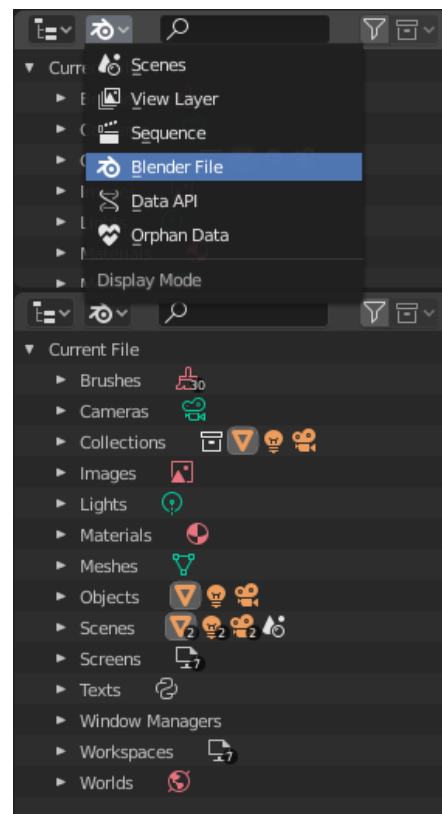 Scenes
Curre
View Layer
Sequence
Blender File
Data API
Orphan Data
Display Mode
Current File
Brushes 30
Cameras
Collections
Images
Lights
Materials
Meshes
Objects
Scenes 2 2 2
Screens 7
Texts
Window Managers
Workspaces 7
Worlds